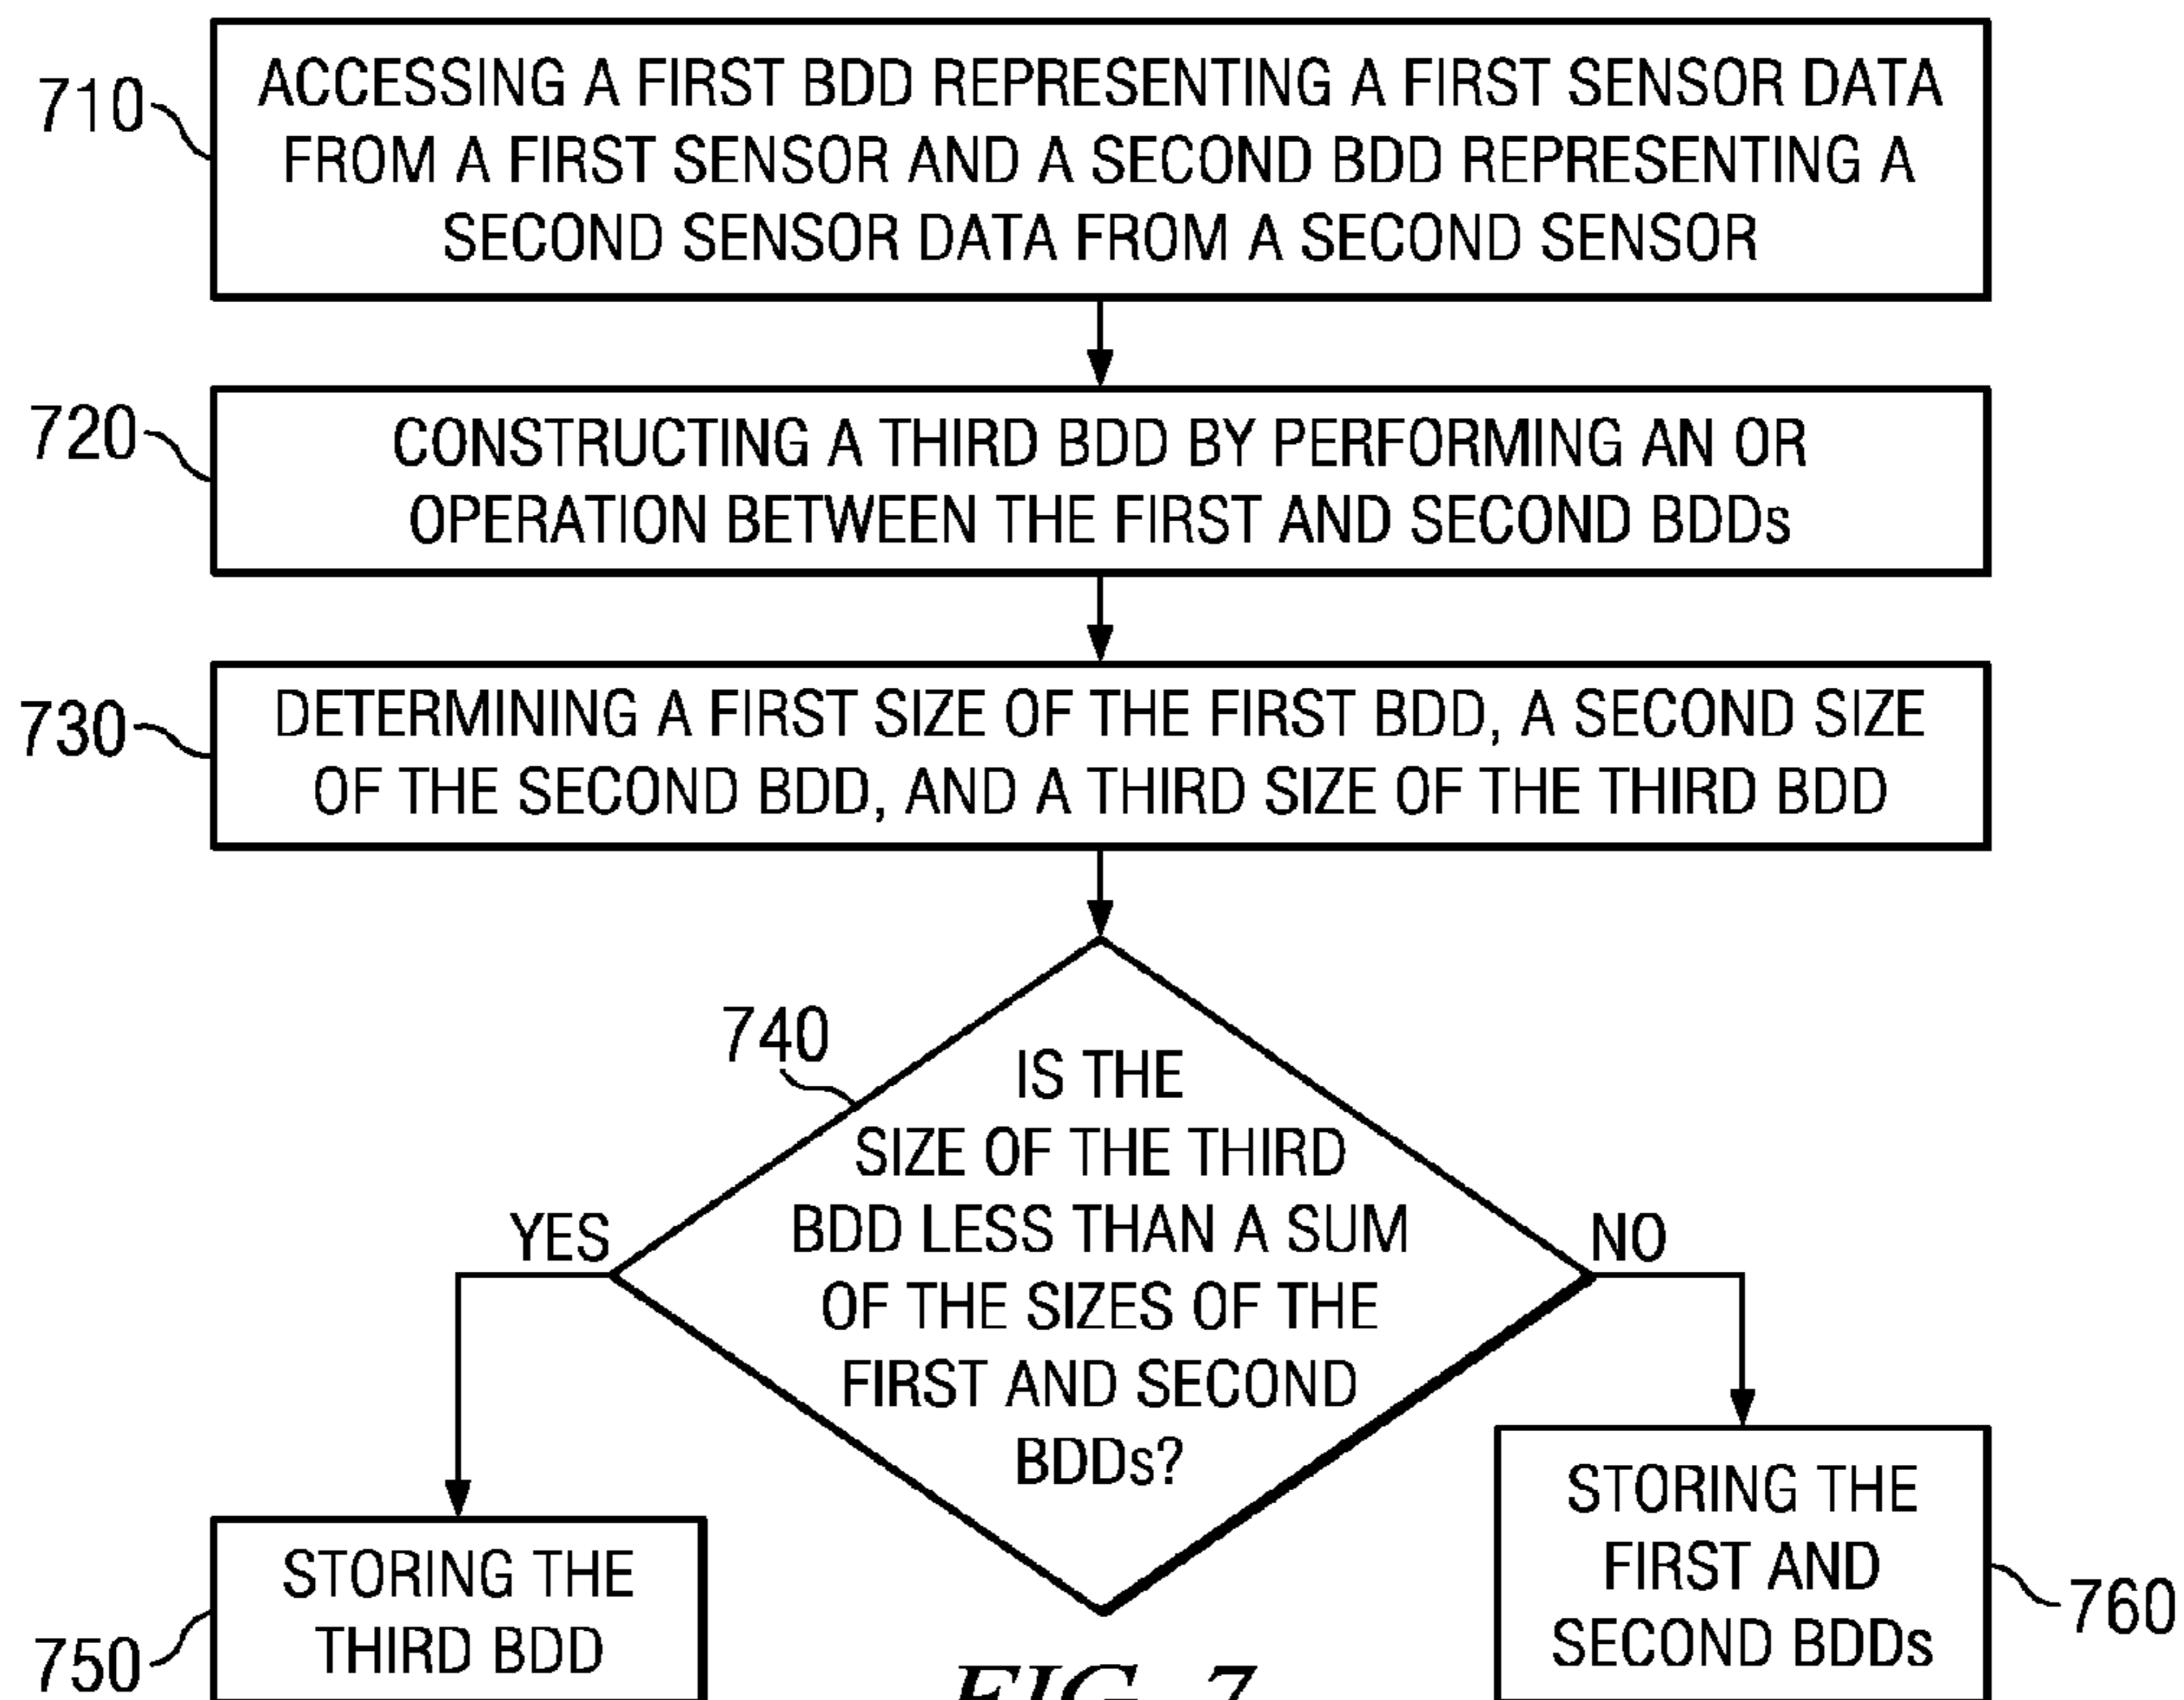 710
ACCESSING A FIRST BDD REPRESENTING A FIRST SENSOR DATA
FROM A FIRST SENSOR AND A SECOND BDD REPRESENTING A
SECOND SENSOR DATA FROM A SECOND SENSOR
720
CONSTRUCTING A THIRD BDD BY PERFORMING AN OR
OPERATION BETWEEN THE FIRST AND SECOND BDDs
730
DETERMINING A FIRST SIZE OF THE FIRST BDD, A SECOND SIZE
OF THE SECOND BDD, AND A THIRD SIZE OF THE THIRD BDD
740
IS THE
SIZE OF THE THIRD
BDD LESS THAN A SUM
OF THE SIZES OF THE
FIRST AND SECOND
BDDs?
YES
NO
750
STORING THE
THIRD BDD
STORING THE
FIRST AND
SECOND BDDs
760
FIG. 7